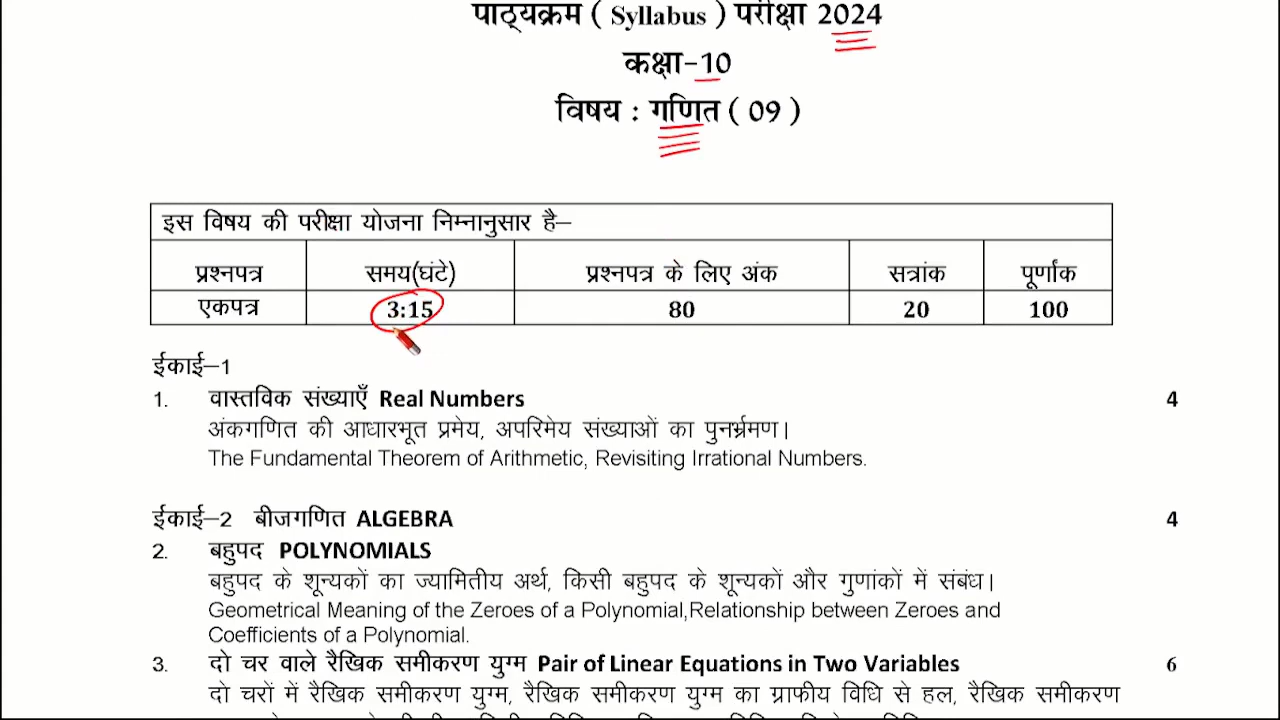 पाठ्यक्रम ( Syllabus ) परीक्षा 2024
कक्षा-10
विषय : गणित ( 09 )
इस विषय की परीक्षा योजना निम्नानुसार है–
प्रश्नपत्र समय(घंटे) प्रश्नपत्र के लिए अंक सत्रांक पूर्णांक
एकपत्र 3:15 80 20 100
ईकाई–1
1. वास्तविक संख्याएँ Real Numbers 4
अंकगणित की आधारभूत प्रमेय, अपरिमेय संख्याओं का पुनर्भ्रमण।
The Fundamental Theorem of Arithmetic, Revisiting Irrational Numbers.
ईकाई–2 बीजगणित ALGEBRA 4
2. बहुपद POLYNOMIALS
बहुपद के शून्यकों का ज्यामितीय अर्थ, किसी बहुपद के शून्यकों और गुणांकों में संबंध।
Geometrical Meaning of the Zeroes of a Polynomial,Relationship between Zeroes and
Coefficients of a Polynomial.
3. दो चर वाले रैखिक समीकरण युग्म Pair of Linear Equations in Two Variables 6
दो चरों में रैखिक समीकरण युग्म, रैखिक समीकरण युग्म का ग्राफीय विधि से हल, रैखिक समीकरण